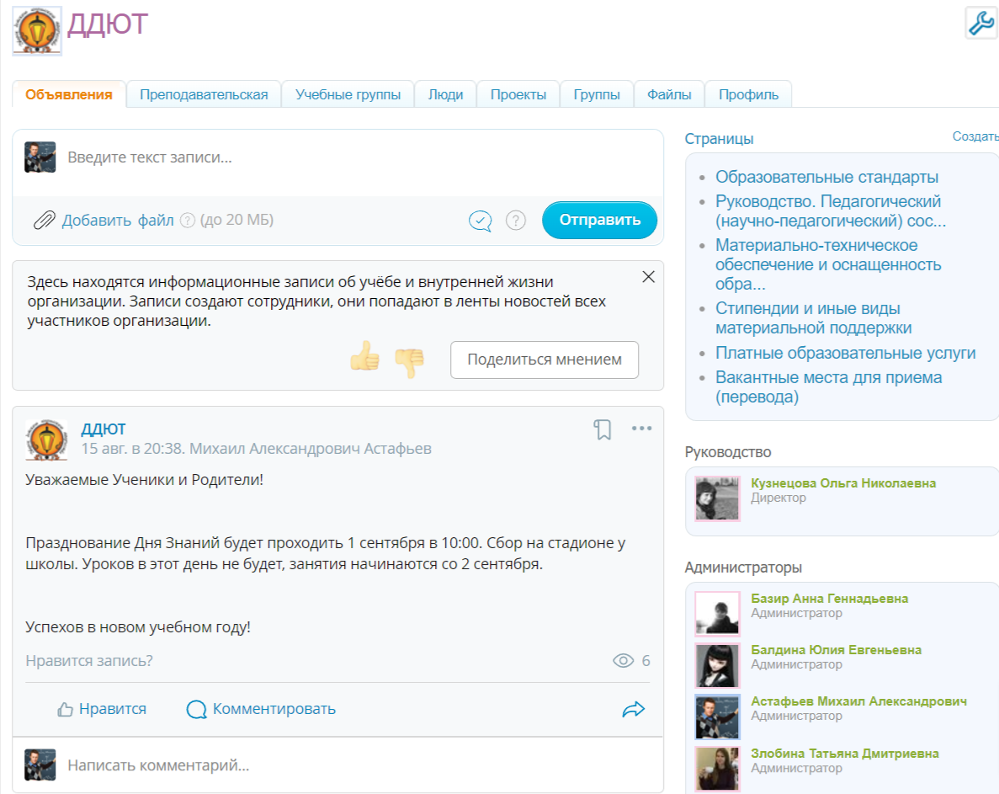 ДДЮТ
Объявления
Преподавательская
Учебные группы
Люди
Проекты
Группы
Файлы
Профиль
Введите текст записи...
Добавить файл ? (до 20 МБ)
?
Отправить
Здесь находятся информационные записи об учёбе и внутренней жизни
организации. Записи создают сотрудники, они попадают в ленты новостей всех
участников организации.
Поделиться мнением
ДДЮТ
15 авг. в 20:38. Михаил Александрович Астафьев
Уважаемые Ученики и Родители!
Празднование Дня Знаний будет проходить 1 сентября в 10:00. Сбор на стадионе у
школы. Уроков в этот день не будет, занятия начинаются со 2 сентября.
Успехов в новом учебном году!
Нравится запись?
6
Нравится
Комментировать
Написать комментарий...
Страницы
Создать
Образовательные стандарты
Руководство. Педагогический
(научно-педагогический) сос...
Материально-техническое
обеспечение и оснащенность
обра...
Стипендии и иные виды
материальной поддержки
Платные образовательные услуги
Вакантные места для приема
(перевода)
Руководство
Кузнецова Ольга Николаевна
Директор
Администраторы
Базир Анна Геннадьевна
Администратор
Балдина Юлия Евгеньевна
Администратор
Астафьев Михаил Александрович
Администратор
Злобина Татьяна Дмитриевна
Администратор